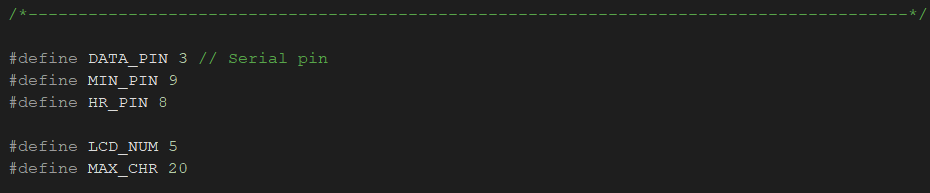 /*----------------------------------------------------------------------------------------*/
#define DATA_PIN 3 // Serial pin
#define MIN_PIN 9
#define HR_PIN 8
#define LCD_NUM 5
#define MAX_CHR 20